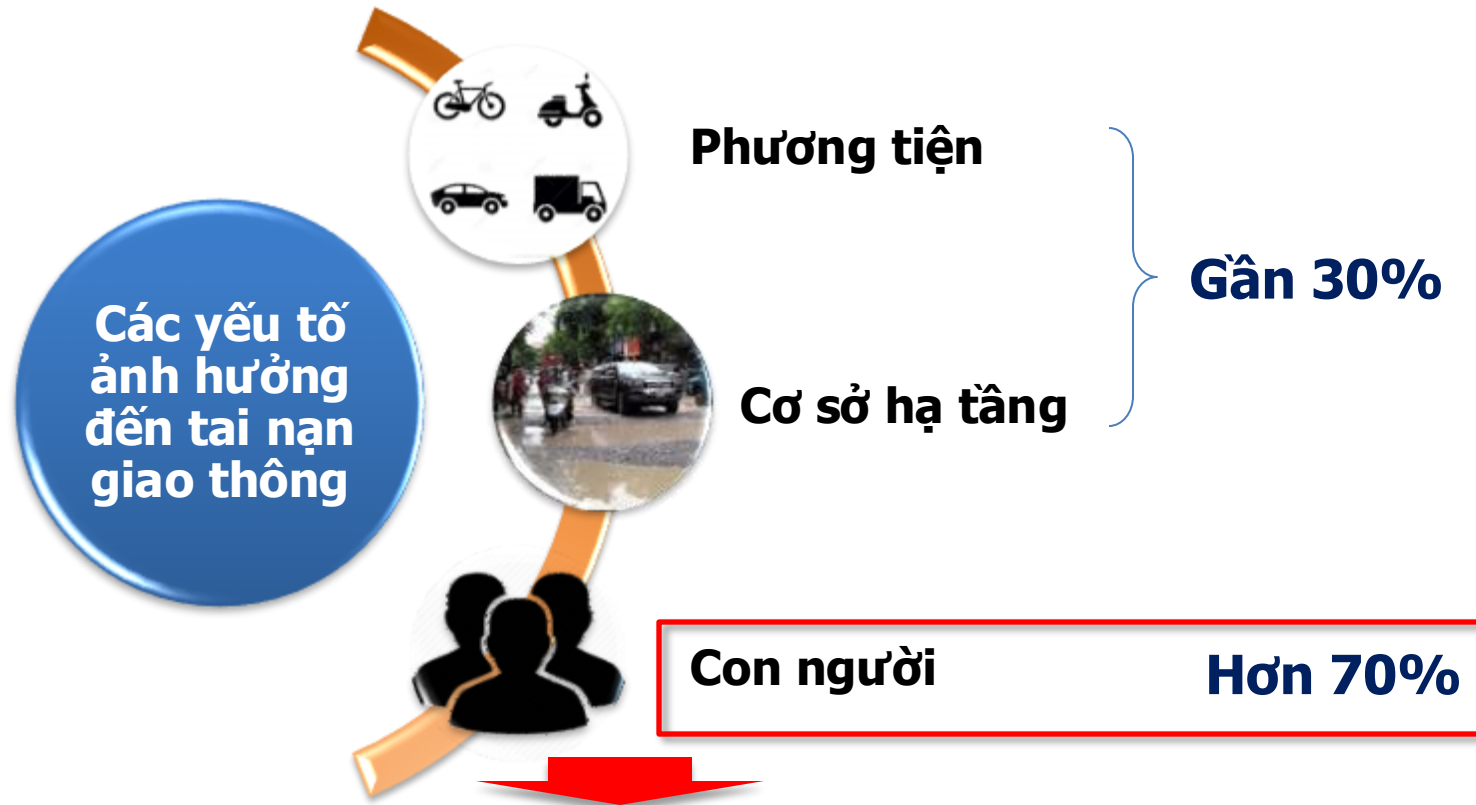 Các yếu tố
ảnh hưởng
đến tai nạn
giao thông
Phương tiện
Gần 30%
Cơ sở hạ tầng
Con người
Hơn 70%